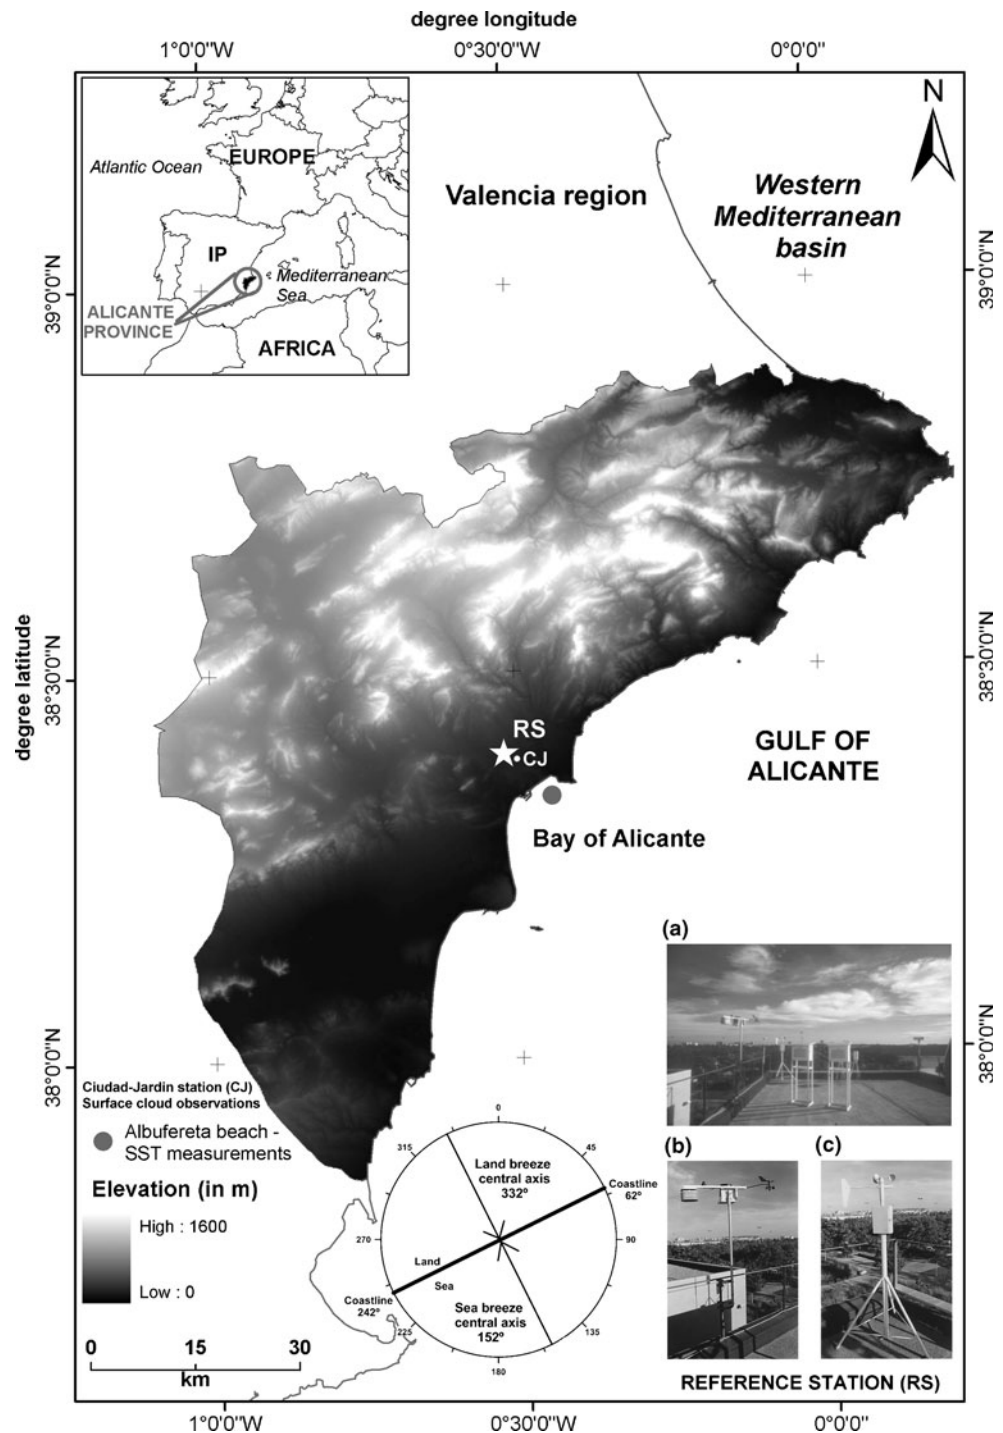 degree longitude
1°0'0"W
0°30'0"W
0°0'0"
N
EUROPE
Atlantic Ocean
IP
Mediterranean
Sea
ALICANTE
PROVINCE
AFRICA
Valencia region
Western
Mediterranean
basin
39°0'0"N
39°0'0"N
degree latitude
38°30'0"N
38°30'0"N
RS
CJ
GULF OF
ALICANTE
Bay of Alicante
38°0'0"N
38°0'0"N
Ciudad-Jardin station (CJ)
Surface cloud observations
Albufereta beach -
SST measurements
Elevation (in m)
High : 1600
Low : 0
0
15
30
km
0
45
90
135
180
225
270
315
Land breeze
central axis
332º
Coastline
62º
Land
Sea
Coastline
242º
Sea breeze
central axis
152º
(a)
(b)
(c)
REFERENCE STATION (RS)
1°0'0"W
0°30'0"W
0°0'0"